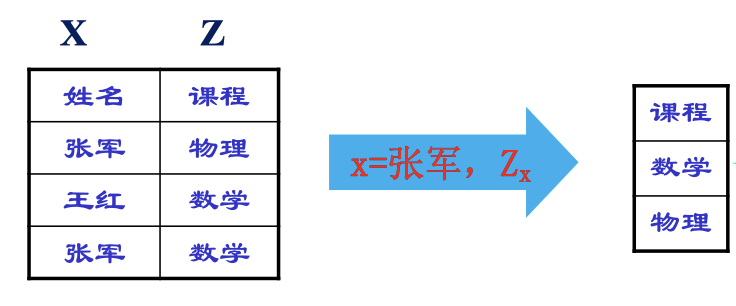 X Z
姓名 课程
张军 物理
王红 数学
张军 数学
x=张军，Zx
课程
数学
物理